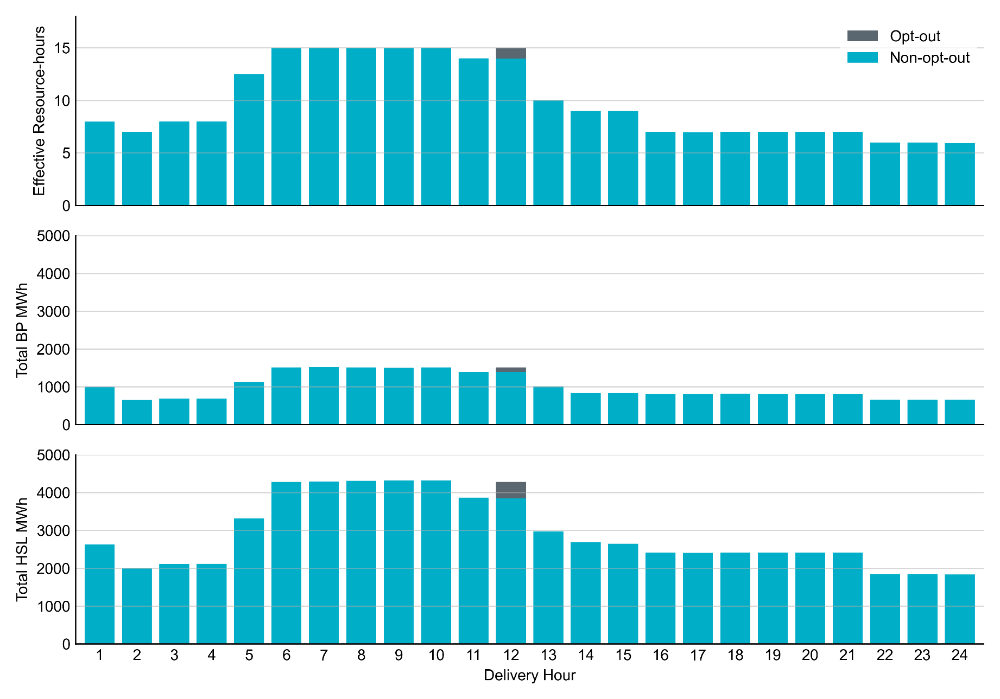 Effective Resource-hours
15
10
5
0
Opt-out
Non-opt-out
Total BP MWh
5000
4000
3000
2000
1000
0
Total HSL MWh
5000
4000
3000
2000
1000
0
1 2 3 4 5 6 7 8 9 10 11 12 13 14 15 16 17 18 19 20 21 22 23 24
Delivery Hour